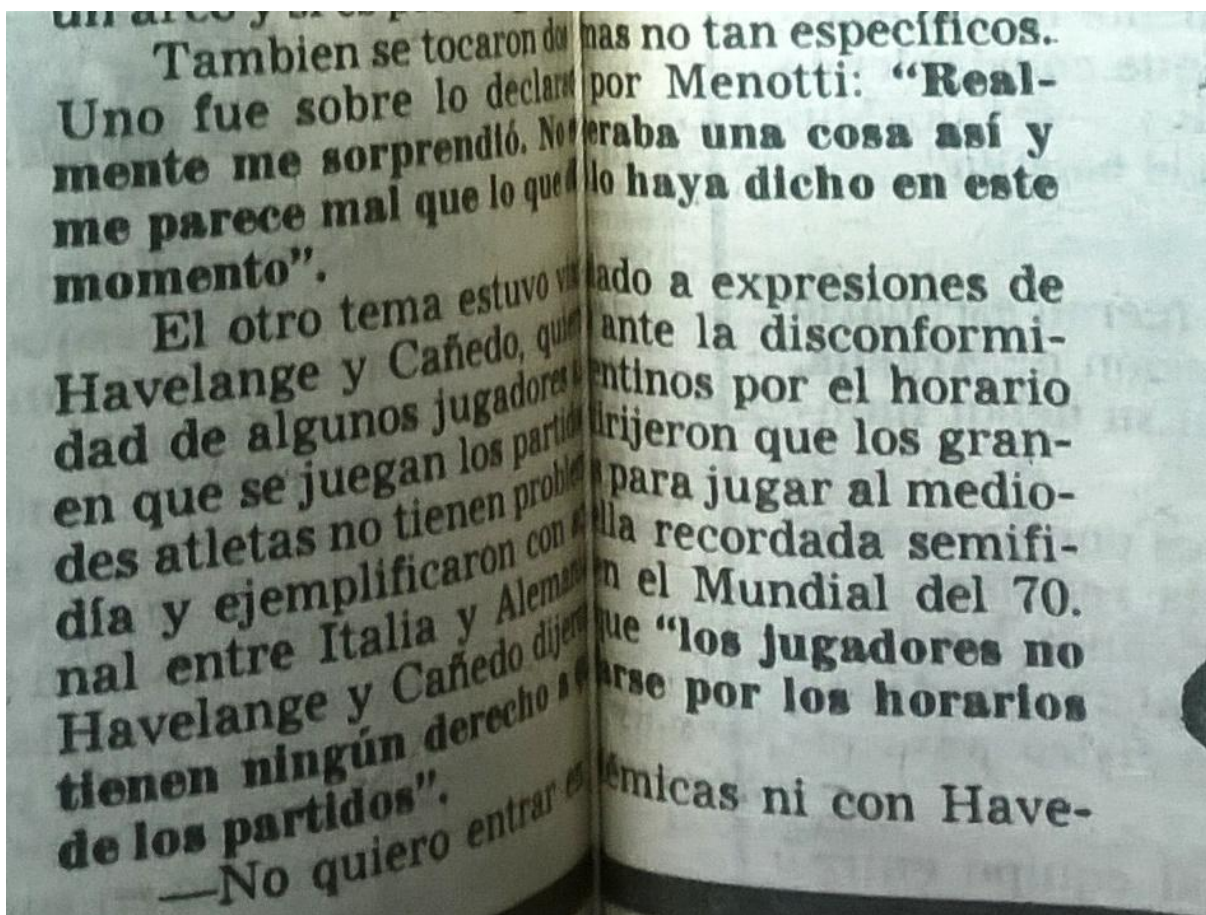 un arco y si es
Tambien se tocaron dos temas no tan específicos.
Uno fue sobre lo declarado por Menotti: “Real-
mente me sorprendió. No esperaba una cosa así y
me parece mal que lo que lo haya dicho en este
momento”.
El otro tema estuvo vinculado a expresiones de
Havelange y Cañedo, quienes ante la disconformi-
dad de algunos jugadores argentinos por el horario
en que se juegan los partidos dirijeron que los gran-
des atletas no tienen problemas para jugar al medio-
día y ejemplificaron con aquella recordada semifi-
nal entre Italia y Alemania en el Mundial del 70.
Havelange y Cañedo dijeron que “los jugadores no
tienen ningún derecho a quejarse por los horarios
de los partidos”.
—No quiero entrar en polémicas ni con Have-